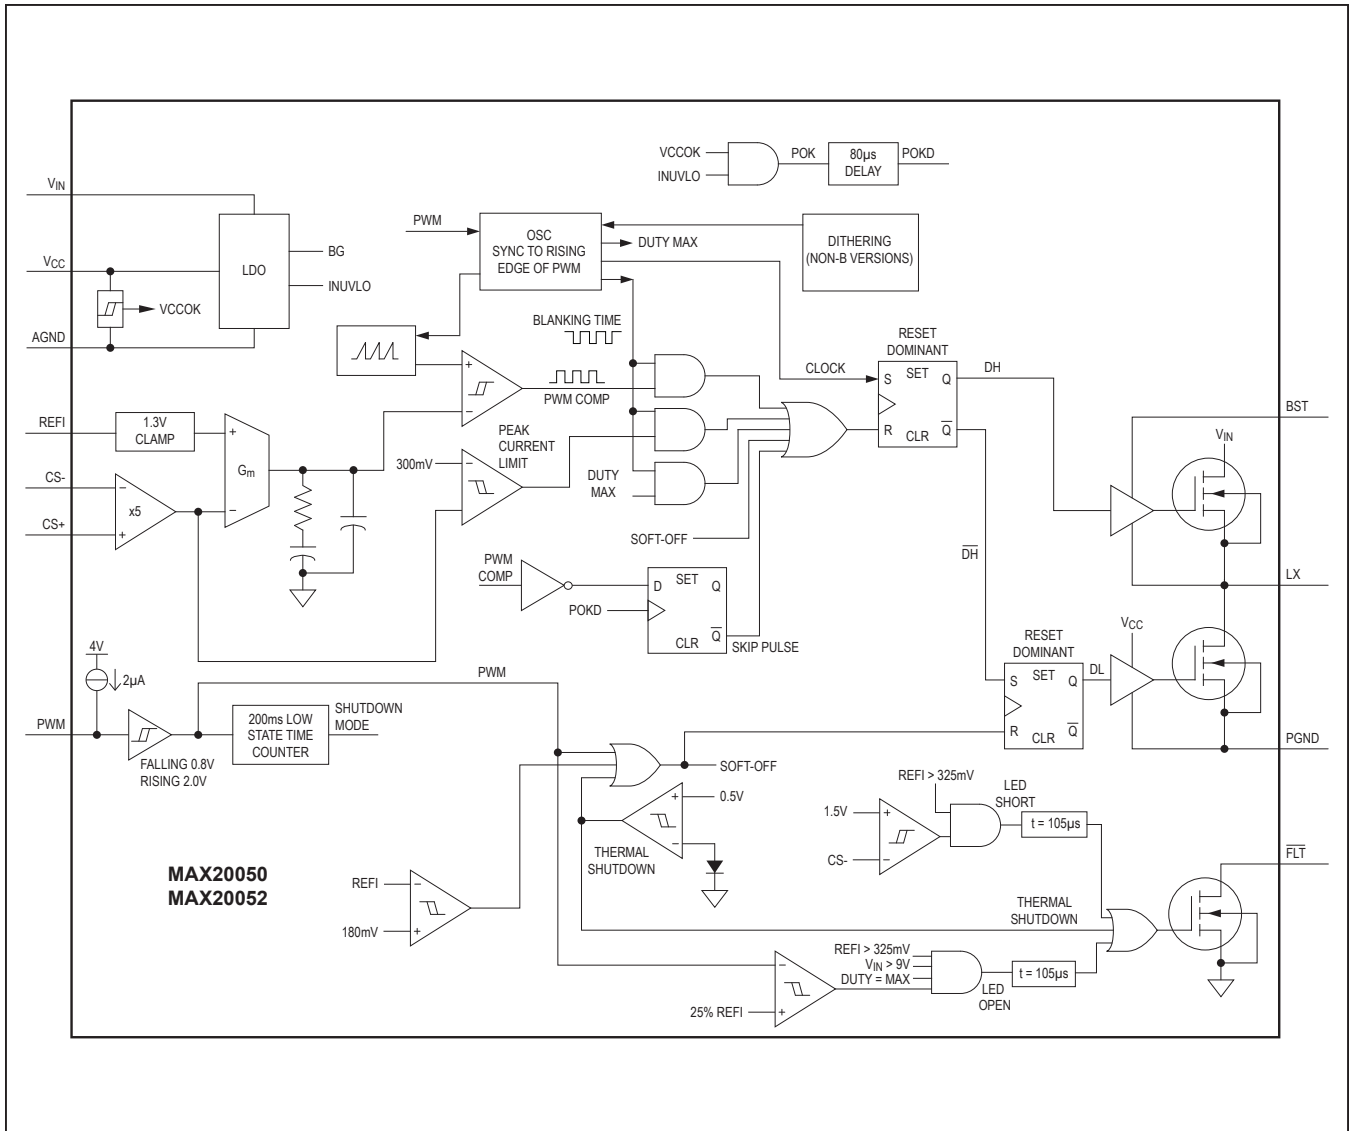 VCCOK
INUVLO
POK
80µs
DELAY
POKD
VIN
VCC
AGND
LDO
BG
INUVLO
VCCOK
PWM
OSC
SYNC TO RISING
EDGE OF PWM
DUTY MAX
DITHERING
(NON-B VERSIONS)
BLANKING TIME
REFI
1.3V
CLAMP
CS-
CS+
x5
Gm
+
-
-
+
+
-
PWM COMP
PEAK
CURRENT
LIMIT
300mV
-
DUTY
MAX
SOFT-OFF
CLOCK
RESET
DOMINANT
S
SET
Q
R
CLR
Q
DH
DH
BST
VIN
LX
PWM
COMP
POKD
D
SET
Q
CLR
Q
SKIP PULSE
RESET
DOMINANT
S
SET
Q
R
CLR
Q
DL
VCC
PGND
4V
2µA
PWM
FALLING 0.8V
RISING 2.0V
200ms LOW
STATE TIME
COUNTER
SHUTDOWN
MODE
PWM
SOFT-OFF
+
0.5V
-
THERMAL
SHUTDOWN
MAX20050
MAX20052
REFI
-
180mV
+
REFI > 325mV
1.5V
+
CS-
-
LED
SHORT
t = 105µs
THERMAL
SHUTDOWN
FLT
REFI > 325mV
VIN > 9V
DUTY = MAX
-
25% REFI
+
LED
OPEN
t = 105µs